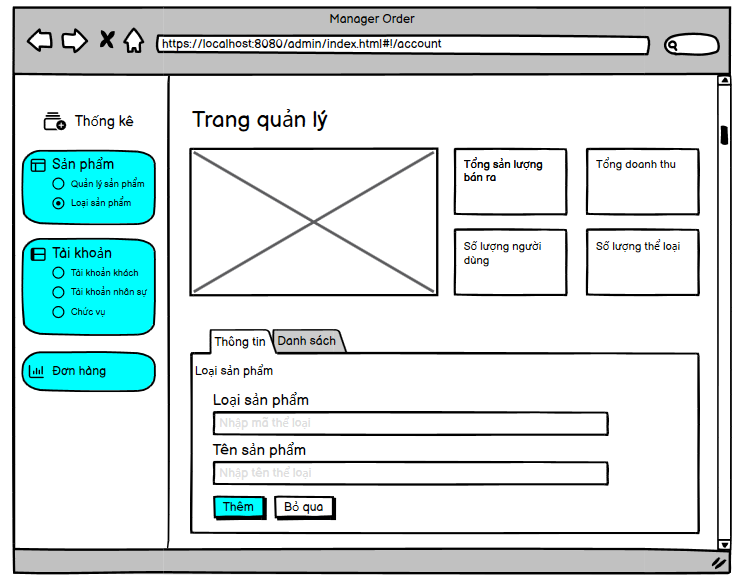 Manager Order
https://localhost:8080/admin/index.html#!/account
Thống kê
Sản phẩm
Quản lý sản phẩm
Loại sản phẩm
Tài khoản
Tài khoản khách
Tài khoản nhân sự
Chức vụ
Đơn hàng
Trang quản lý
Tổng sản lượng
bán ra
Tổng doanh thu
Số lượng người
dùng
Số lượng thể loại
Thông tin
Danh sách
Loại sản phẩm
Loại sản phẩm
Nhập mã thể loại
Tên sản phẩm
Nhập tên thể loại
Thêm
Bỏ qua